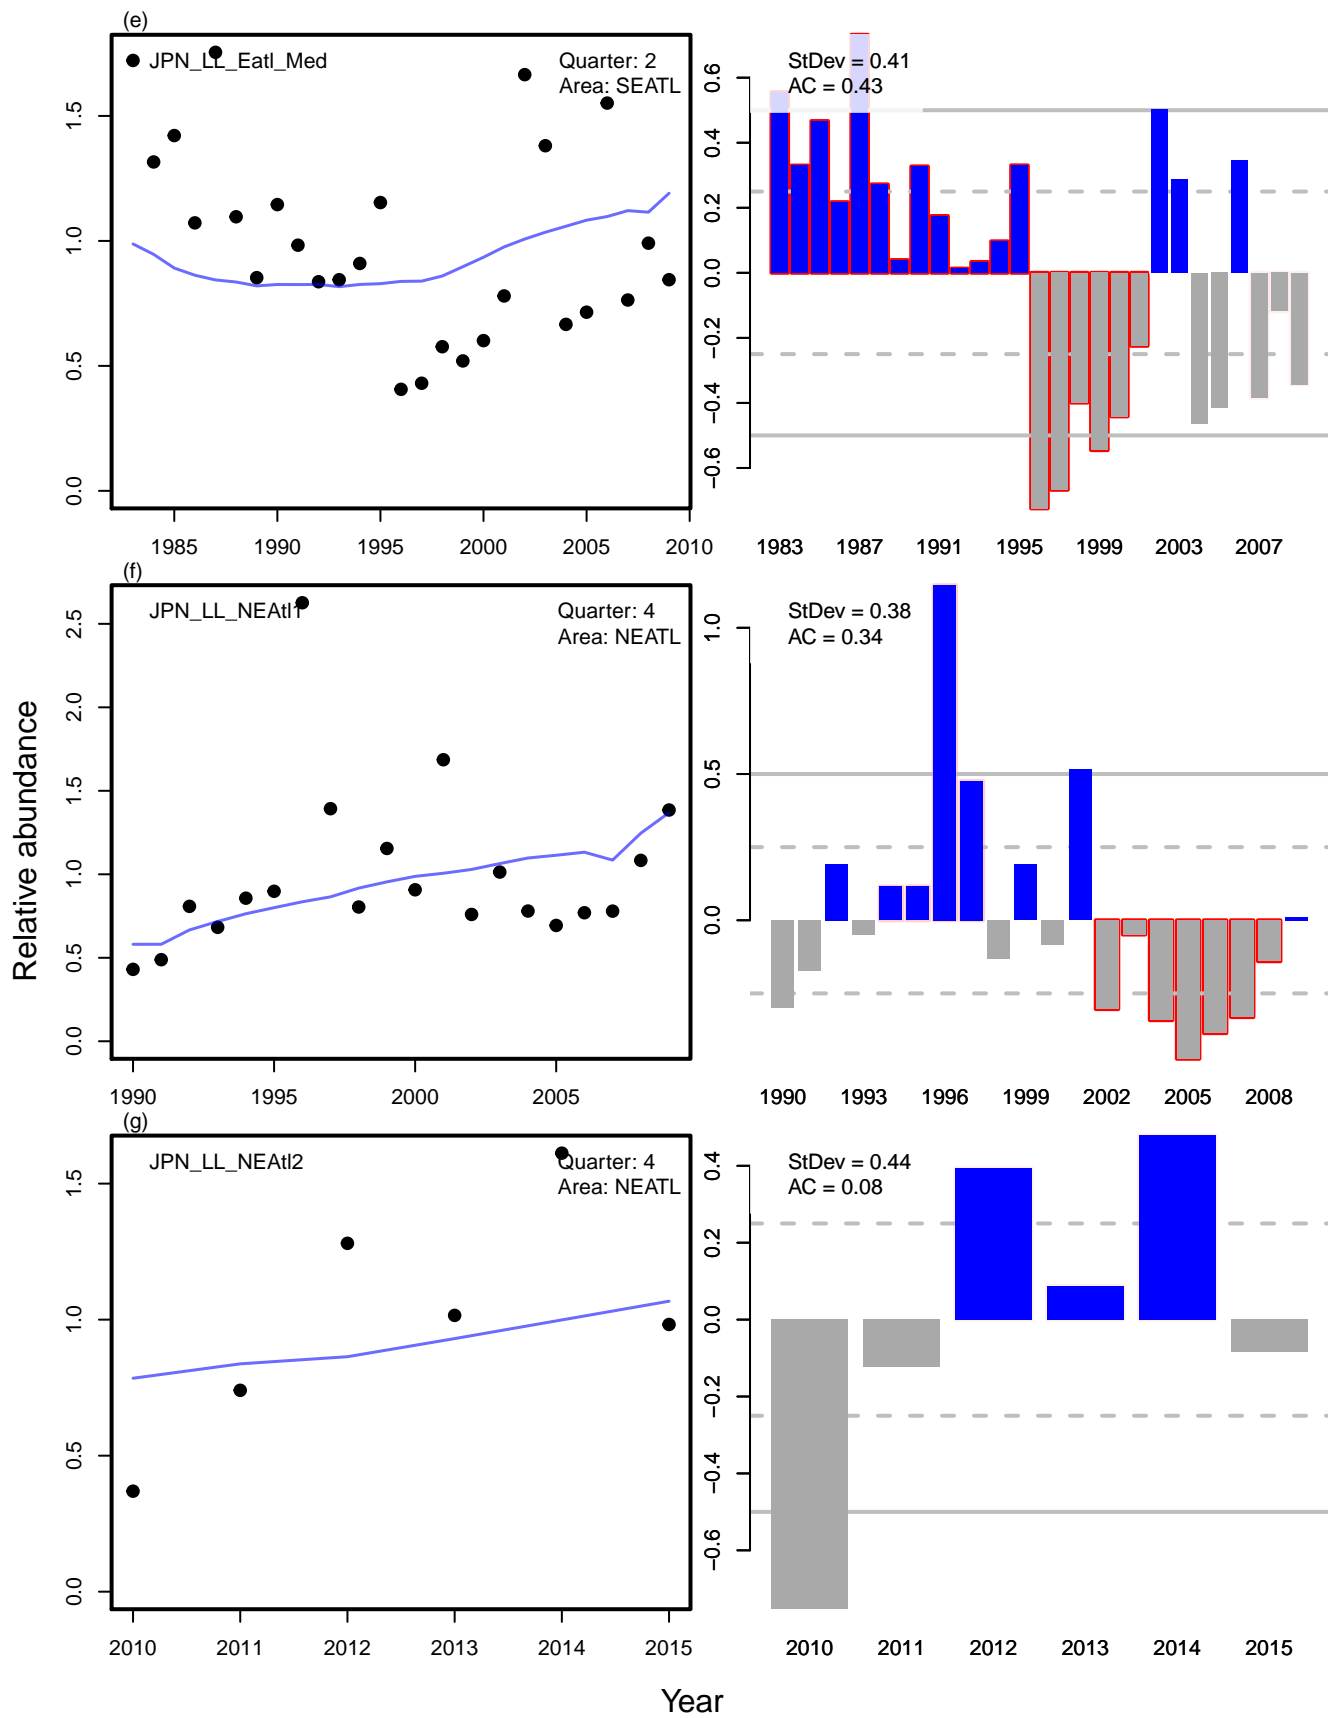 (e)
JPN_LL_Eatl_Med
Quarter: 2
Area: SEATL
0.0 0.5 1.0 1.5
1985 1990 1995 2000 2005 2010
StDev = 0.41
AC = 0.43
−0.6 −0.4 −0.2 0.0 0.2 0.4 0.6
1983 1987 1991 1995 1999 2003 2007
(f)
JPN_LL_NEAtl1
Quarter: 4
Area: NEATL
0.0 0.5 1.0 1.5 2.0 2.5
1990 1995 2000 2005
StDev = 0.38
AC = 0.34
0.0 0.5 1.0
1990 1993 1996 1999 2002 2005 2008
Relative abundance
(g)
JPN_LL_NEAtl2
Quarter: 4
Area: NEATL
0.0 0.5 1.0 1.5
2010 2011 2012 2013 2014 2015
StDev = 0.44
AC = 0.08
−0.6 −0.4 −0.2 0.0 0.2 0.4
2010 2011 2012 2013 2014 2015
Year